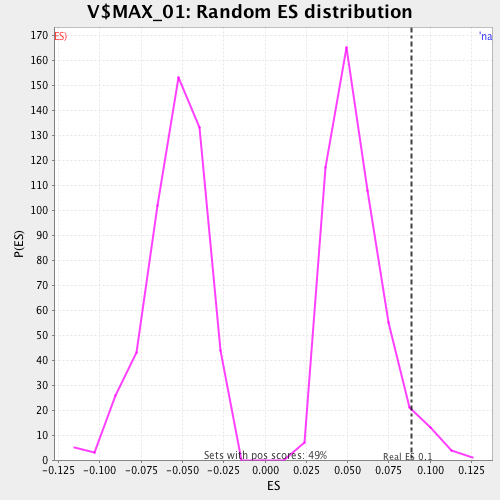 V$MAX_01: Random ES distribution
ES)
'na
P(ES)
170
160
150
140
130
120
110
100
90
80
70
60
50
40
30
20
10
0
Sets with pos scores: 49%
Real ES 0.1
-0.125 -0.100 -0.075 -0.050 -0.025 0.000 0.025 0.050 0.075 0.100 0.125
ES